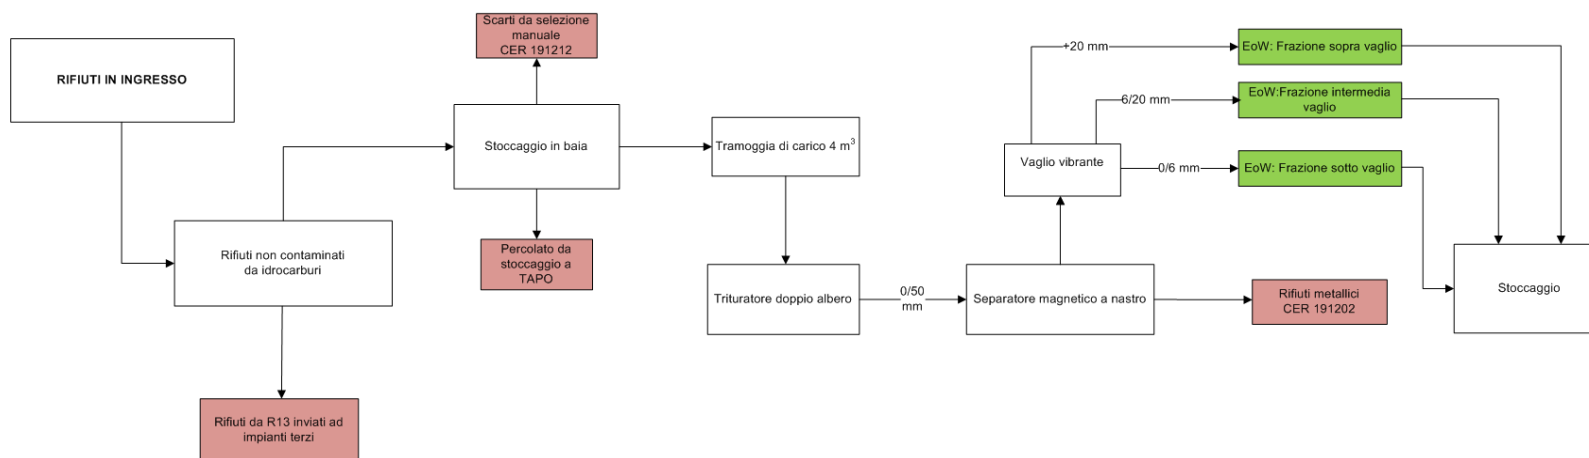 RIFIUTI IN INGRESSO
Rifiuti non contaminati
da idrocarburi
Rifiuti da R13 inviati ad
impianti terzi
Scarti da selezione
manuale
CER 191212
Stoccaggio in baia
Percolato da
stoccaggio a
TAPO
Tramoggia di carico 4 m³
Trituratore doppio albero
0/50
mm
Separatore magnetico a nastro
Rifiuti metallici
CER 191202
Vaglio vibrante
+20 mm
EoW: Frazione sopra vaglio
6/20 mm
EoW:Frazione intermedia
vaglio
0/6 mm
EoW: Frazione sotto vaglio
Stoccaggio